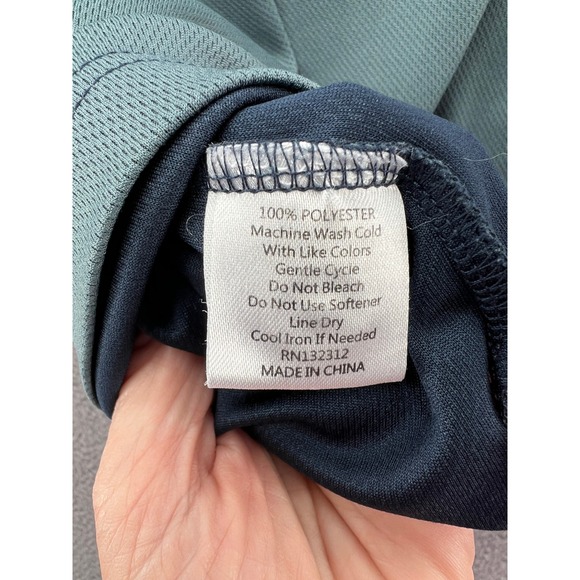 100% POLYESTER
Machine Wash Cold
With Like Colors
Gentle Cycle
Do Not Bleach
Do Not Use Softener
Line Dry
Cool Iron If Needed
RN132312
MADE IN CHINA